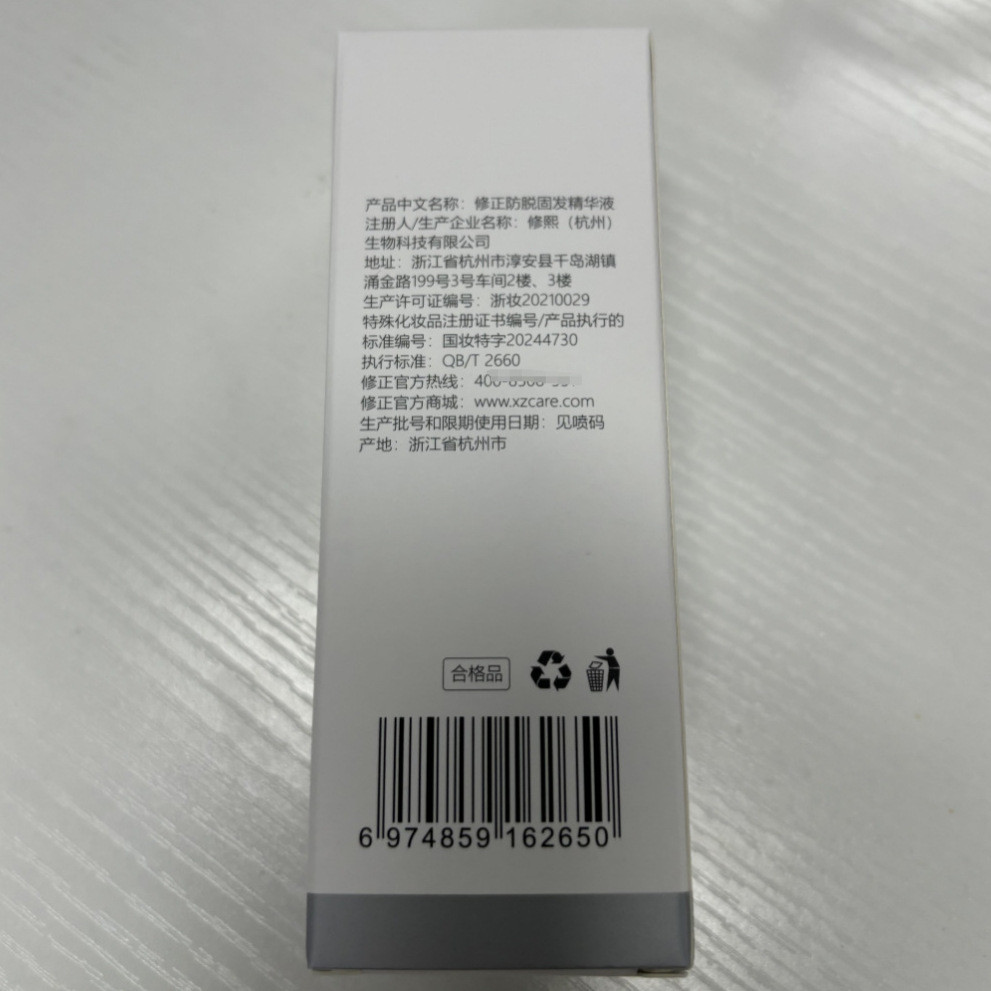 产品中文名称：修正防脱固发精华液
注册人/生产企业名称：修熙（杭州）
生物科技有限公司
地址：浙江省杭州市淳安县千岛湖镇
涌金路199号3号车间2楼、3楼
生产许可证编号：浙妆20210029
特殊化妆品注册证书编号/产品执行的
标准编号：国妆特字20244730
执行标准：QB/T 2660
修正官方热线：
修正官方商城：www.xzcare.com
生产批号和限期使用日期：见喷码
产地：浙江省杭州市
合格品
6 974859 162650